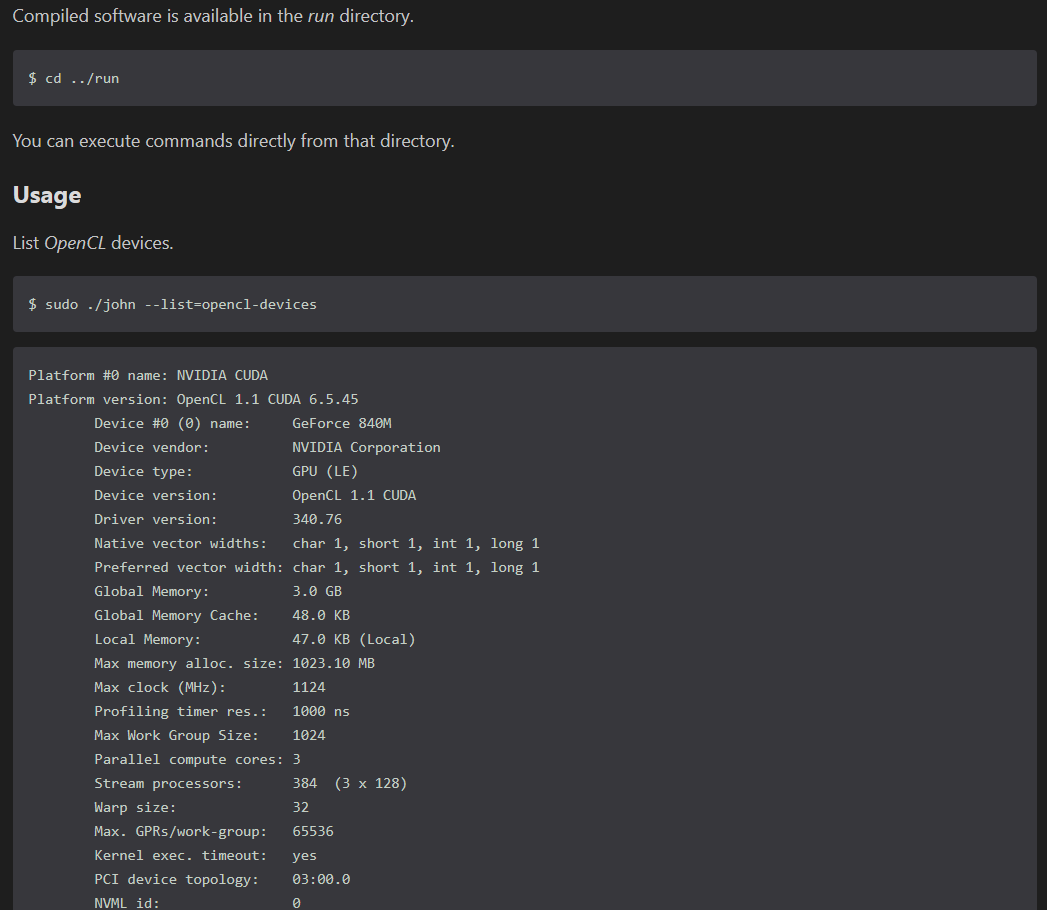 Compiled software is available in the run directory.
$ cd ../run
You can execute commands directly from that directory.
Usage
List OpenCL devices.
$ sudo ./john --list=opencl-devices
Platform #0 name: NVIDIA CUDA
Platform version: OpenCL 1.1 CUDA 6.5.45
Device #0 (0) name: GeForce 840M
Device vendor: NVIDIA Corporation
Device type: GPU (LE)
Device version: OpenCL 1.1 CUDA
Driver version: 340.76
Native vector widths: char 1, short 1, int 1, long 1
Preferred vector width: char 1, short 1, int 1, long 1
Global Memory: 3.0 GB
Global Memory Cache: 48.0 KB
Local Memory: 47.0 KB (Local)
Max memory alloc. size: 1023.10 MB
Max clock (MHz): 1124
Profiling timer res.: 1000 ns
Max Work Group Size: 1024
Parallel compute cores: 3
Stream processors: 384 (3 x 128)
Warp size: 32
Max. GPRs/work-group: 65536
Kernel exec. timeout: yes
PCI device topology: 03:00.0
NVML id: 0